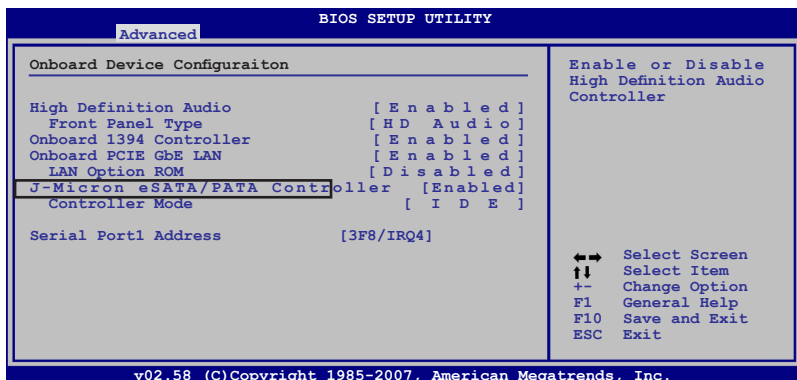 BIOS SETUP UTILITY
Advanced
Onboard Device Configuraiton
High Definition Audio [Enabled]
Front Panel Type [HD Audio]
Onboard 1394 Controller [Enabled]
Onboard PCIE GbE LAN [Enabled]
LAN Option ROM [Disabled]
J-Micron eSATA/PATA Controller [Enabled]
Controller Mode [IDE]
Serial Port1 Address [3F8/IRQ4]
Enable or Disable
High Definition Audio
Controller
←→ Select Screen
↑↓ Select Item
+- Change Option
F1 General Help
F10 Save and Exit
ESC Exit
v02.58 (C)Copyright 1985-2007, American Megatrends, Inc.